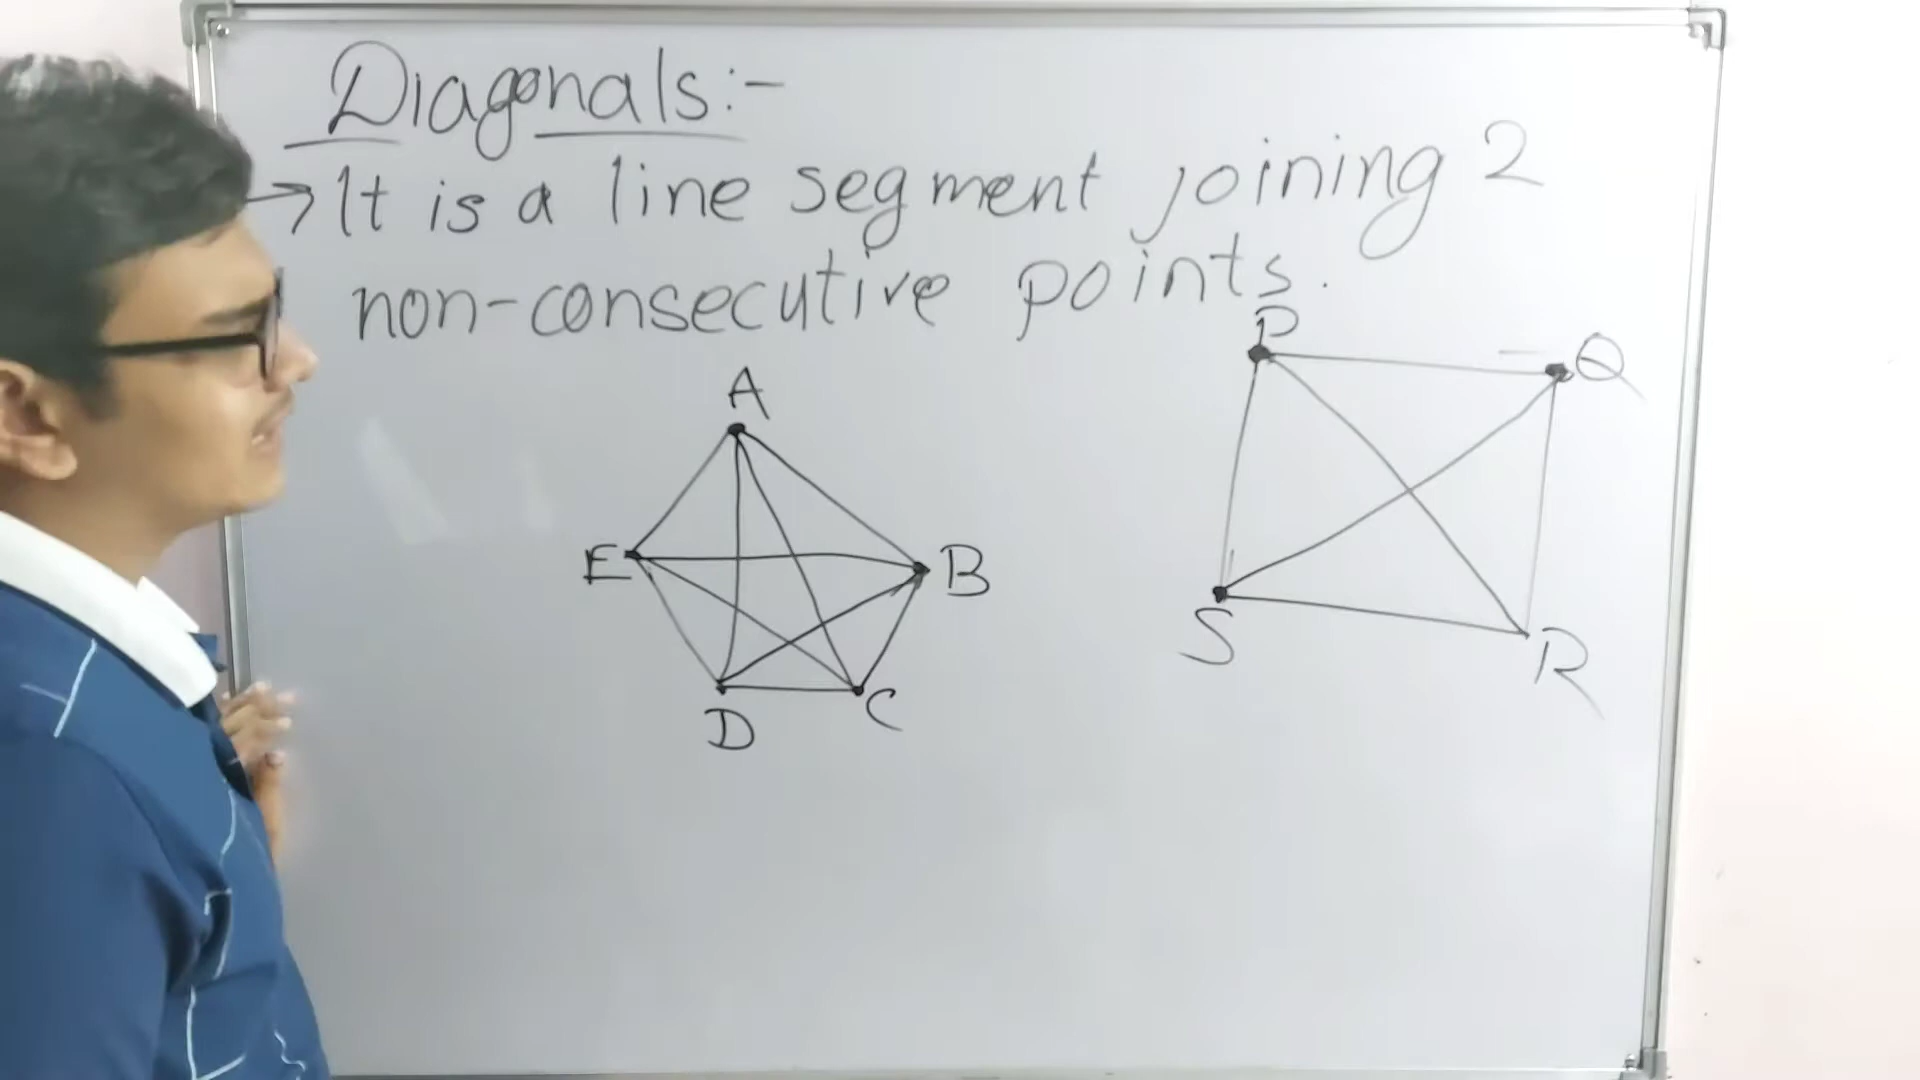 Diagonals:-
→It is a line segment joining 2
non-consecutive points.
P
Q
A
E
B
S
R
D
C